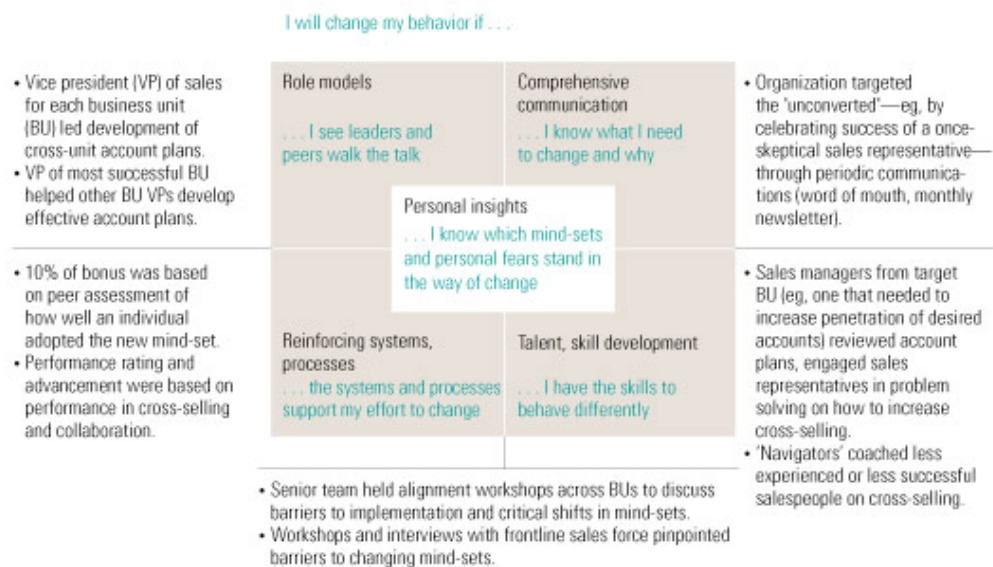 I will change my behavior if . . .
• Vice president (VP) of sales
for each business unit
(BU) led development of
cross-unit account plans.
• VP of most successful BU
helped other BU VPs develop
effective account plans.
Role models
. . . I see leaders and
peers walk the talk
Comprehensive
communication
. . . I know what I need
to change and why
• Organization targeted
the 'unconverted'—eg, by
celebrating success of a once-
skeptical sales representative—
through periodic communica-
tions (word of mouth, monthly
newsletter).
Personal insights
. . . I know which mind-sets
and personal fears stand in
the way of change
• 10% of bonus was based
on peer assessment of
how well an individual
adopted the new mind-set.
• Performance rating and
advancement were based on
performance in cross-selling
and collaboration.
Reinforcing systems,
processes
. . . the systems and processes
support my effort to change
Talent, skill development
. . . I have the skills to
behave differently
• Sales managers from target
BU (eg, one that needed to
increase penetration of desired
accounts) reviewed account
plans, engaged sales
representatives in problem
solving on how to increase
cross-selling.
• 'Navigators' coached less
experienced or less successful
salespeople on cross-selling.
• Senior team held alignment workshops across BUs to discuss
barriers to implementation and critical shifts in mind-sets.
• Workshops and interviews with frontline sales force pinpointed
barriers to changing mind-sets.